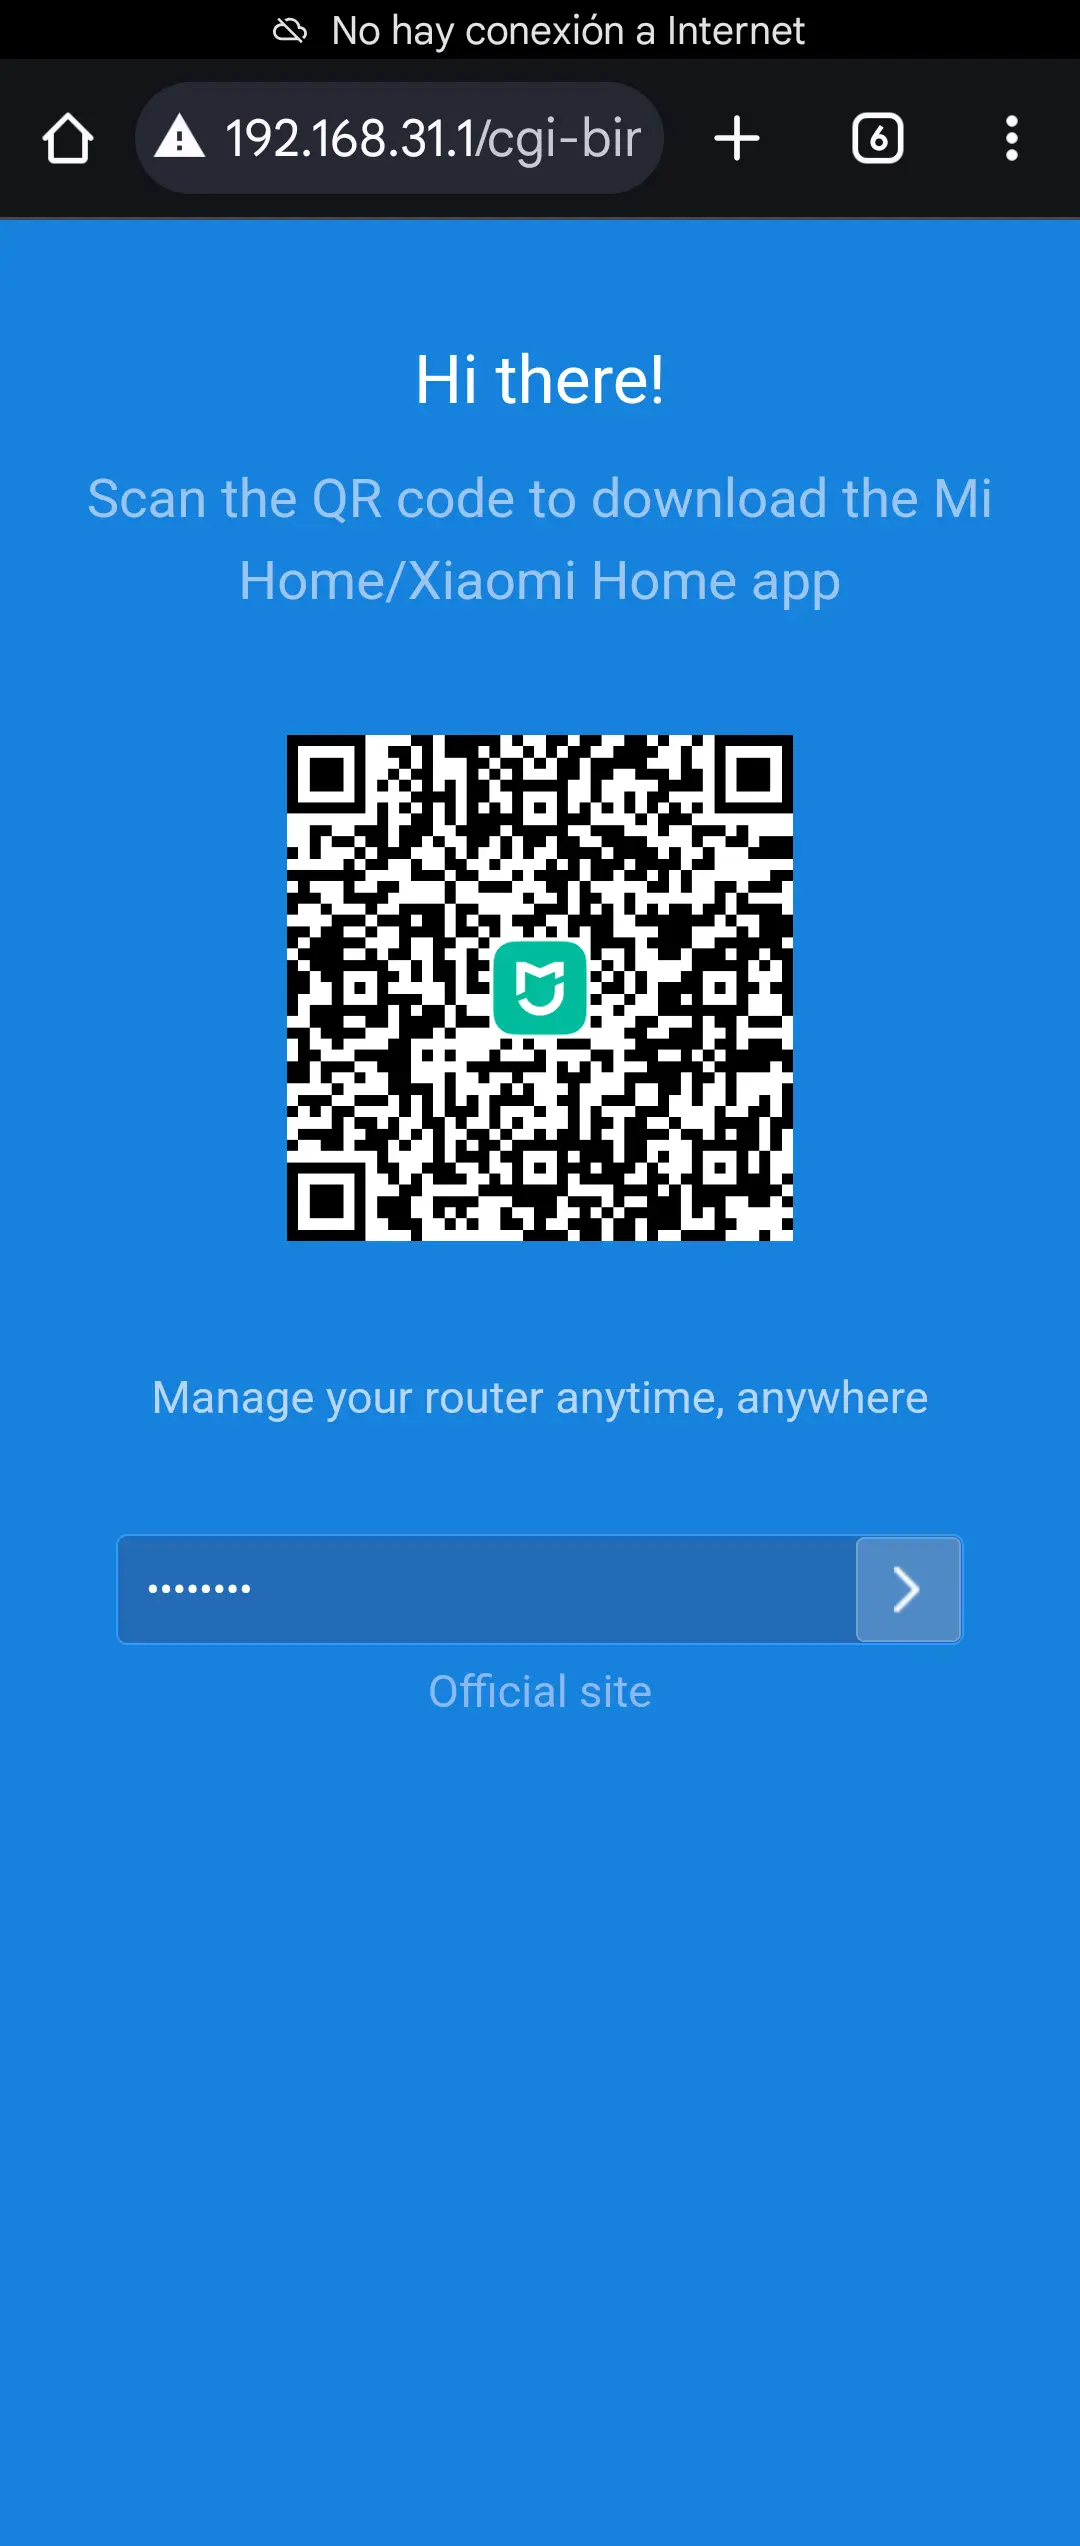 No hay conexión a Internet
192.168.31.1/cgi-bir
6
Hi there!
Scan the QR code to download the Mi
Home/Xiaomi Home app
Manage your router anytime, anywhere
••••••••
Official site